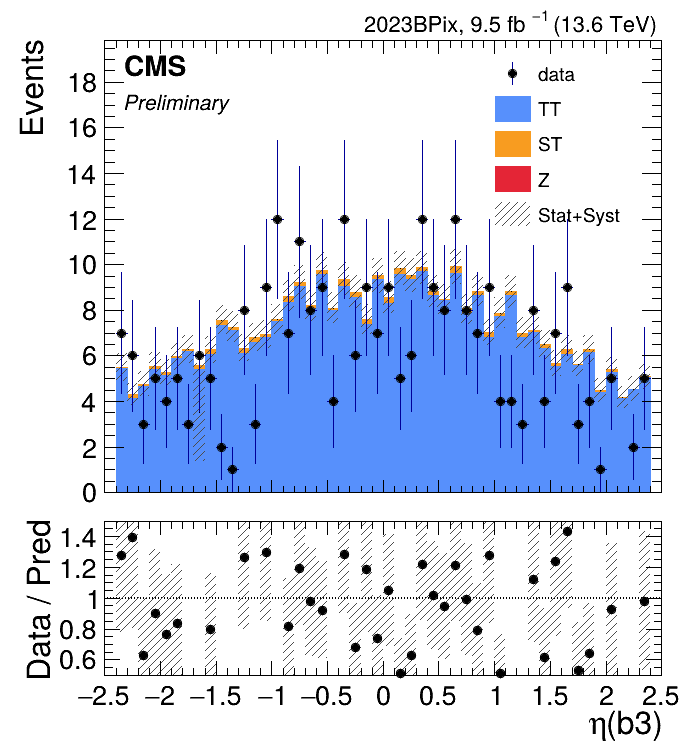 2023BPix, 9.5 fb⁻¹ (13.6 TeV)
Events
CMS
Preliminary
data
TT
ST
Z
Stat+Syst
18
16
14
12
10
8
6
4
2
0
Data / Pred
1.4
1.2
1
0.8
0.6
−2.5 −2 −1.5 −1 −0.5 0 0.5 1 1.5 2 2.5
η(b3)